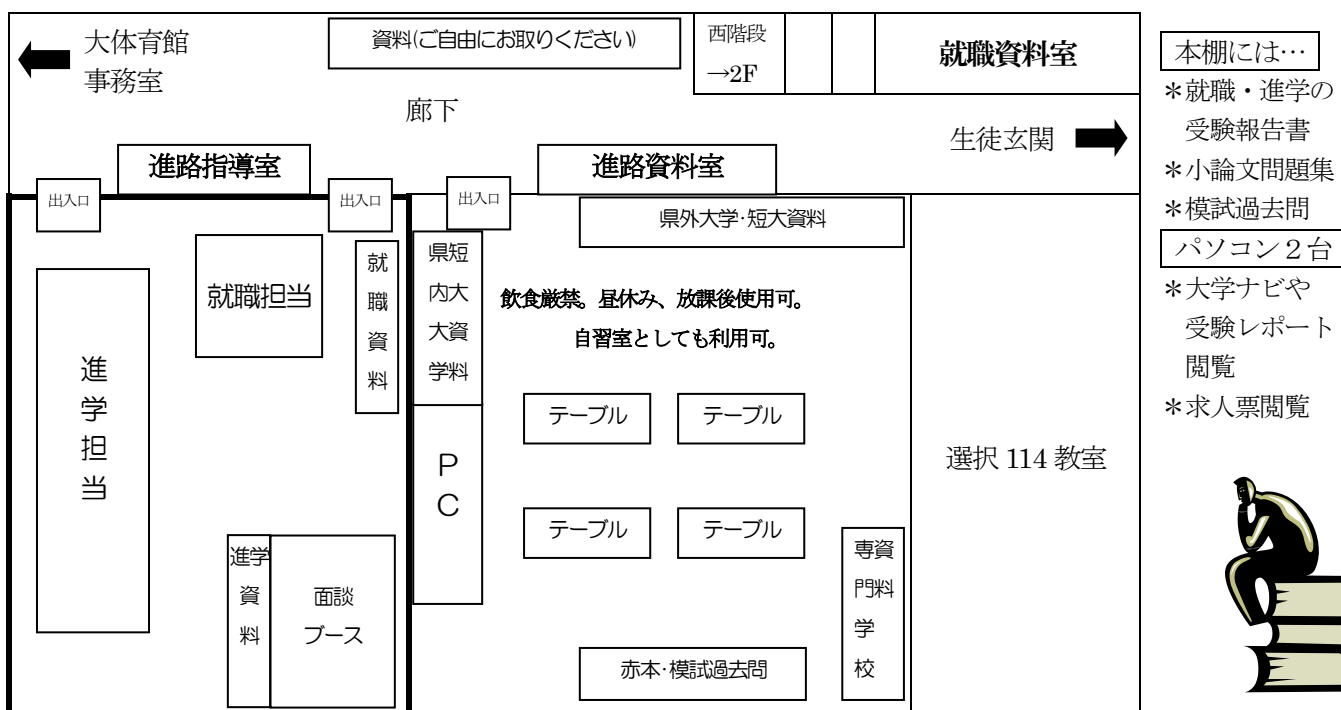 大体育館
事務室
資料(ご自由にお取りください)
西階段
→2F
就職資料室
廊下
生徒玄関
進路指導室
進路資料室
出入口
出入口
出入口
県外大学・短大資料
就職担当
就職資料
進学担当
進学資料
面談
ブース
県内大学
短大資料
飲食厳禁。昼休み、放課後使用可。
自習室としても利用可。
PC
テーブル
テーブル
テーブル
テーブル
専門学校
資料
赤本・模試過去問
選択 114 教室
本棚には…
＊就職・進学の
受験報告書
＊小論文問題集
＊模試過去問
パソコン２台
＊大学ナビや
受験レポート
閲覧
＊求人票閲覧